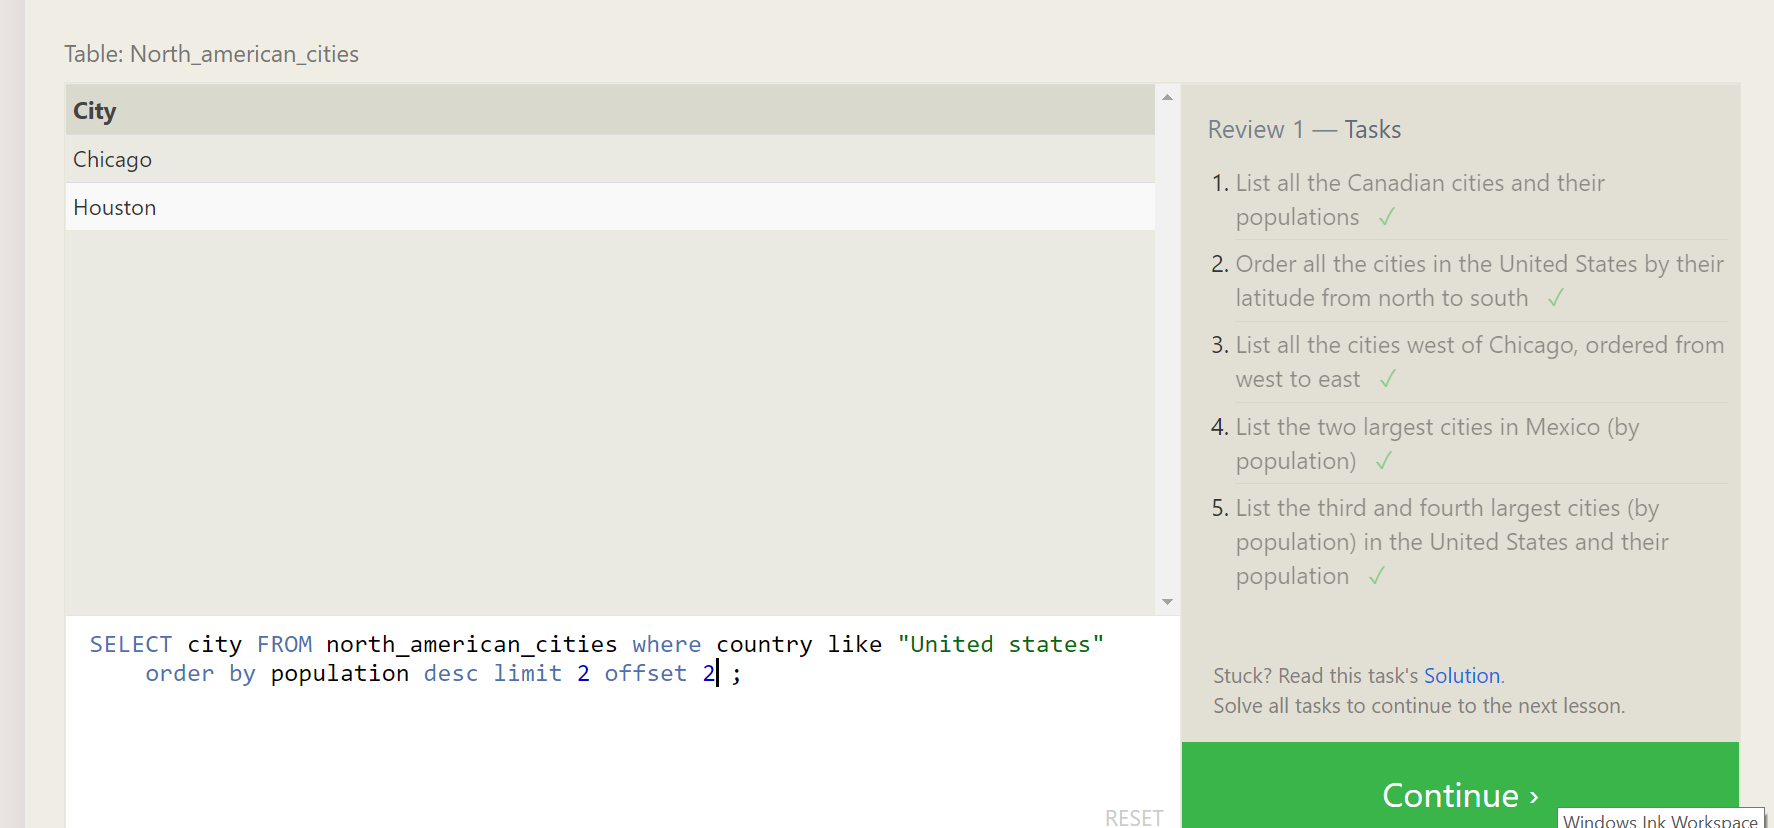 Table: North_american_cities
City
Chicago
Houston
SELECT city FROM north_american_cities where country like "United states"
order by population desc limit 2 offset 2 ;
RESET
Review 1 — Tasks
1. List all the Canadian cities and their
populations ✓
2. Order all the cities in the United States by their
latitude from north to south ✓
3. List all the cities west of Chicago, ordered from
west to east ✓
4. List the two largest cities in Mexico (by
population) ✓
5. List the third and fourth largest cities (by
population) in the United States and their
population ✓
Stuck? Read this task's Solution.
Solve all tasks to continue to the next lesson.
Continue ›
Windows Ink Workspace